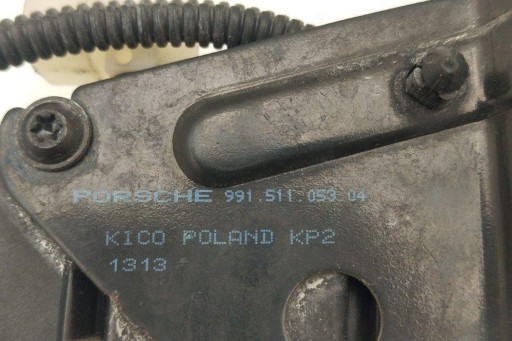 PORSCHE 991.511.053 04
KICO POLAND KP2
1313